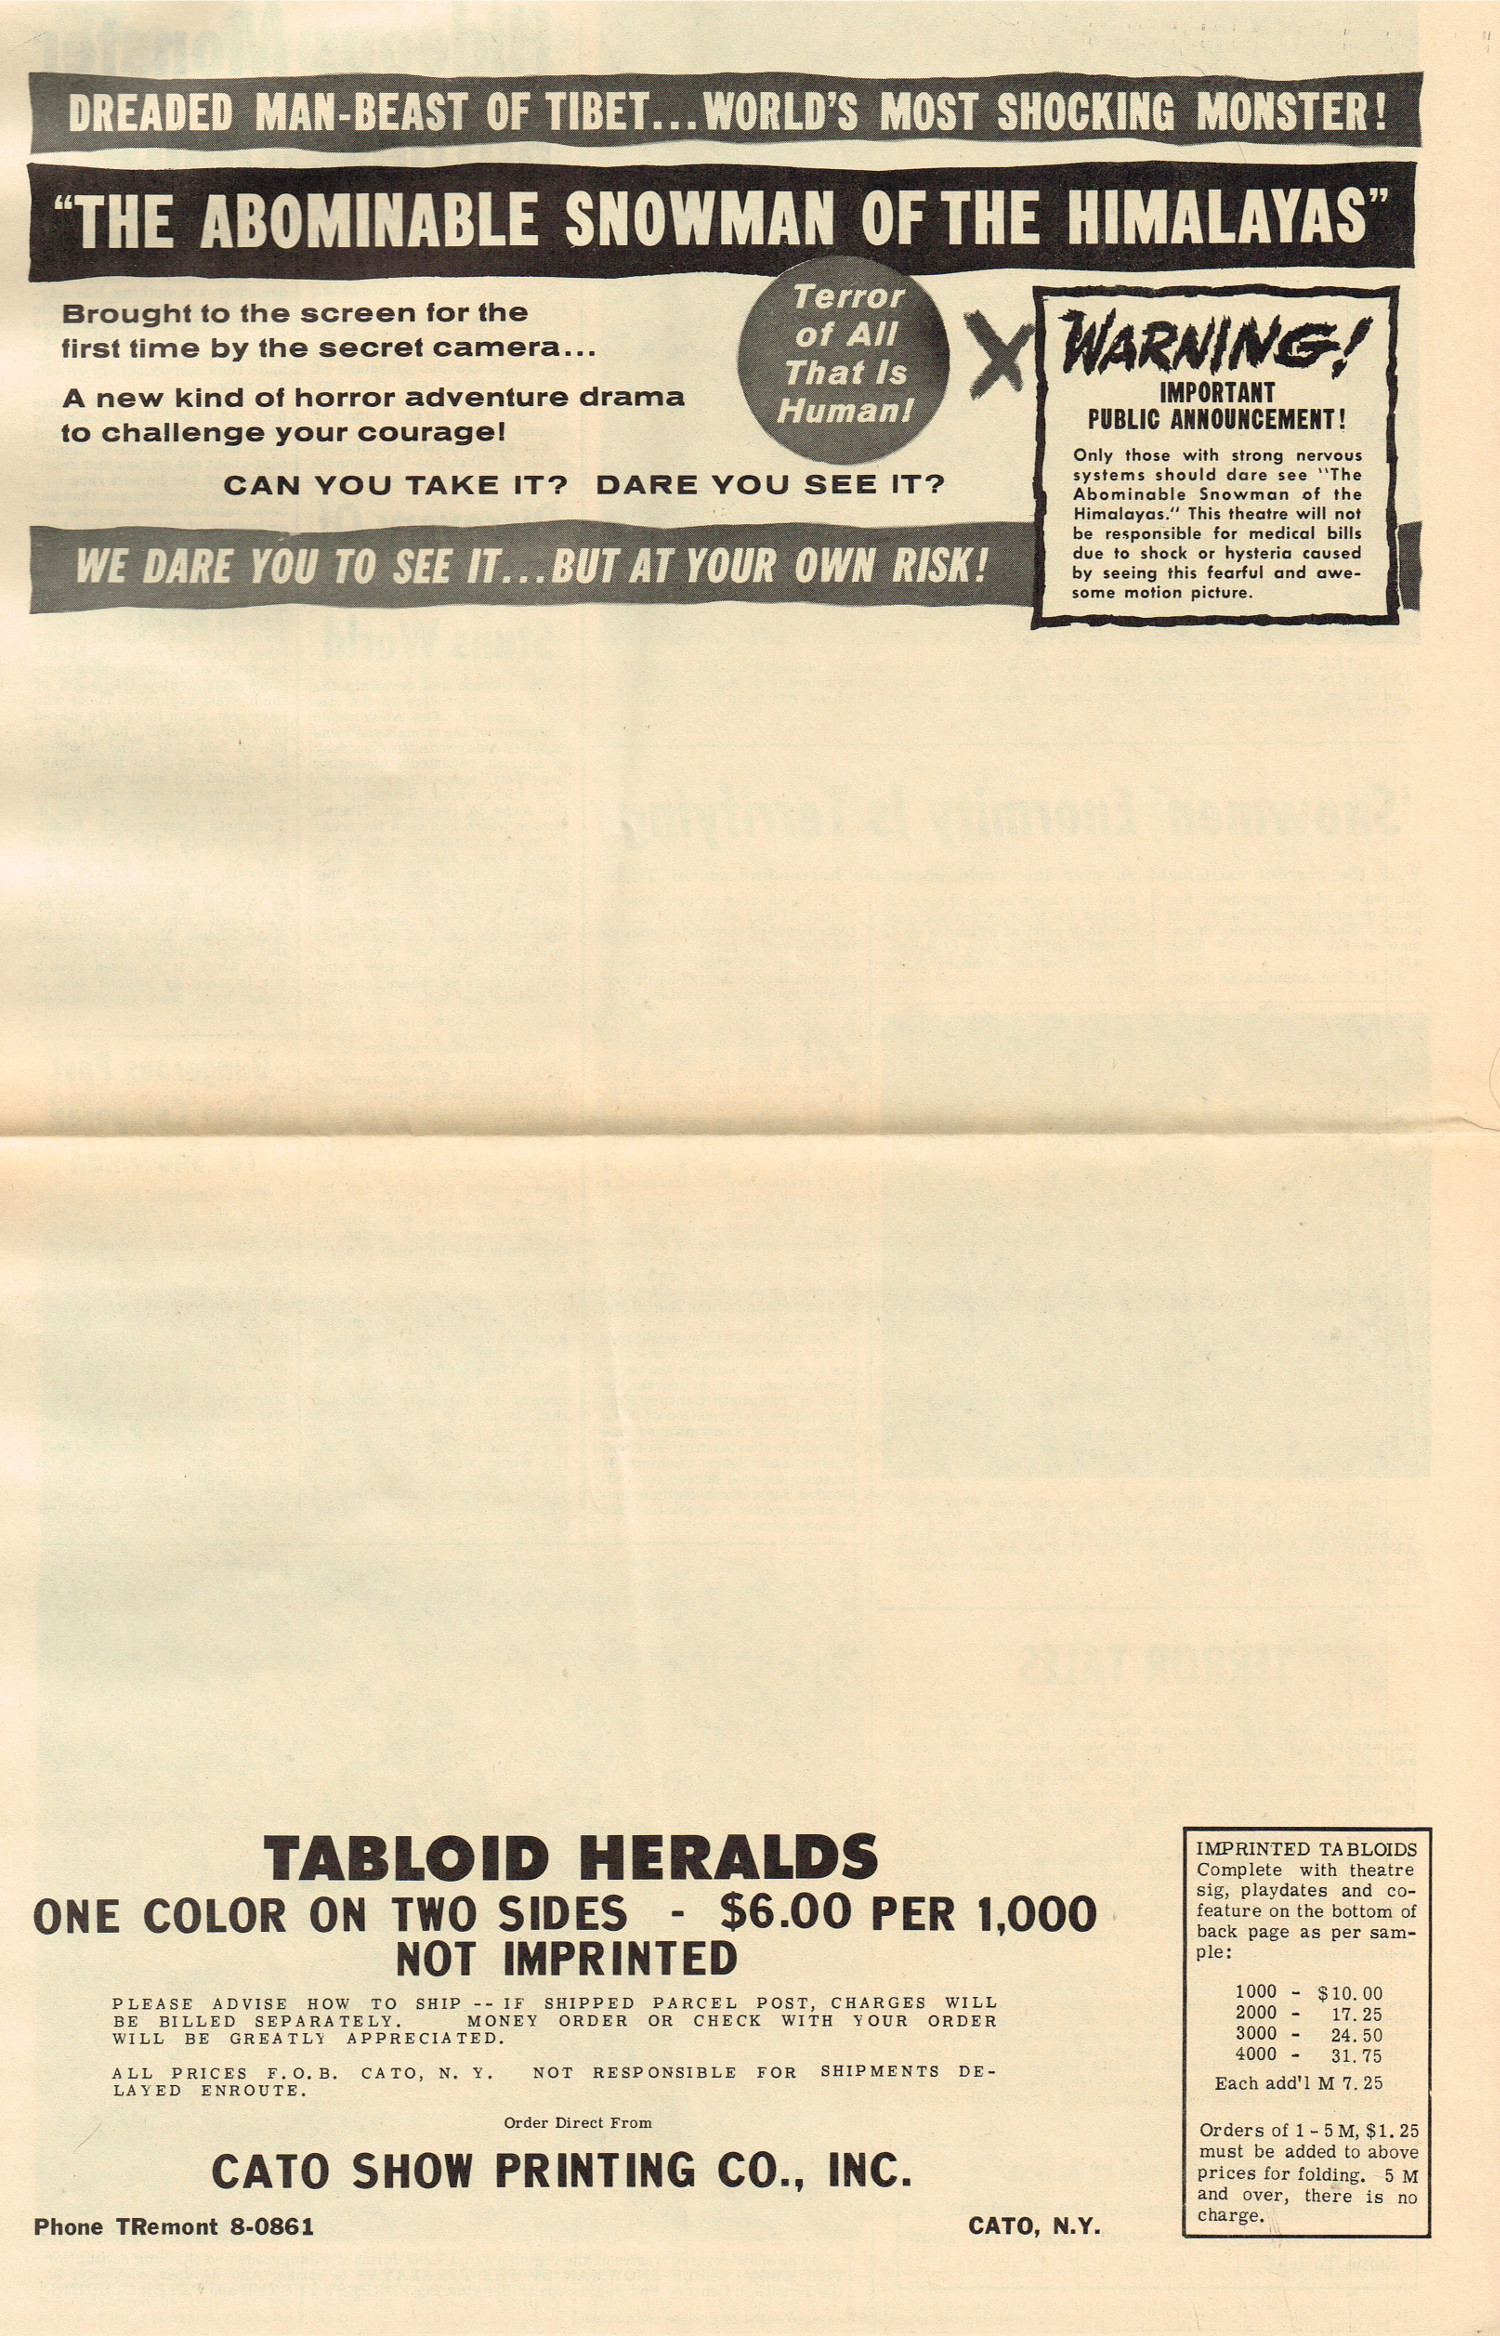 DREADED MAN-BEAST OF TIBET...WORLD'S MOST SHOCKING MONSTER!
"THE ABOMINABLE SNOWMAN OF THE HIMALAYAS"
Brought to the screen for the
first time by the secret camera...
A new kind of horror adventure drama
to challenge your courage!
CAN YOU TAKE IT? DARE YOU SEE IT?
Terror
of All
That Is
Human!
X
WARNING!
IMPORTANT
PUBLIC ANNOUNCEMENT!
Only those with strong nervous
systems should dare see "The
Abominable Snowman of the
Himalayas." This theatre will not
be responsible for medical bills
due to shock or hysteria caused
by seeing this fearful and awe-
some motion picture.
WE DARE YOU TO SEE IT...BUT AT YOUR OWN RISK!
'Snowmen' Enormity Is Terrifying
TABLOID HERALDS
ONE COLOR ON TWO SIDES - $6.00 PER 1,000
NOT IMPRINTED
PLEASE ADVISE HOW TO SHIP -- IF SHIPPED PARCEL POST, CHARGES WILL
BE BILLED SEPARATELY. MONEY ORDER OR CHECK WITH YOUR ORDER
WILL BE GREATLY APPRECIATED.
ALL PRICES F.O.B. CATO, N. Y. NOT RESPONSIBLE FOR SHIPMENTS DE-
LAYED ENROUTE.
Order Direct From
CATO SHOW PRINTING CO., INC.
Phone TRemont 8-0861
CATO, N.Y.
IMPRINTED TABLOIDS
Complete with theatre
sig, playdates and co-
feature on the bottom of
back page as per sam-
ple:
1000 - $10.00
2000 - 17.25
3000 - 24.50
4000 - 31.75
Each add'l M 7.25
Orders of 1 - 5 M, $1.25
must be added to above
prices for folding. 5 M
and over, there is no
charge.